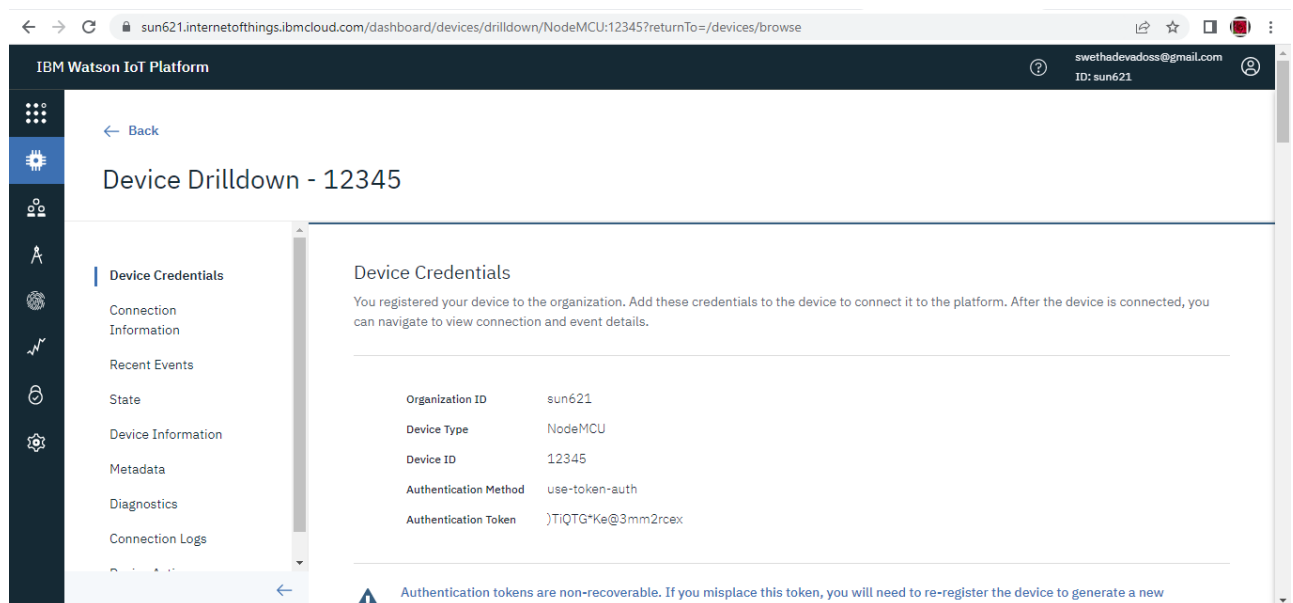 sun621.internetofthings.ibmcloud.com/dashboard/devices/drilldown/NodeMCU:12345?returnTo=/devices/browse
IBM Watson IoT Platform
swethadevadoss@gmail.com
ID: sun621
Back
Device Drilldown - 12345
Device Credentials
Connection
Information
Recent Events
State
Device Information
Metadata
Diagnostics
Connection Logs
Device Credentials
You registered your device to the organization. Add these credentials to the device to connect it to the platform. After the device is connected, you
can navigate to view connection and event details.
Organization ID sun621
Device Type NodeMCU
Device ID 12345
Authentication Method use-token-auth
Authentication Token )TiQTG*Ke@3mm2rcex
Authentication tokens are non-recoverable. If you misplace this token, you will need to re-register the device to generate a new